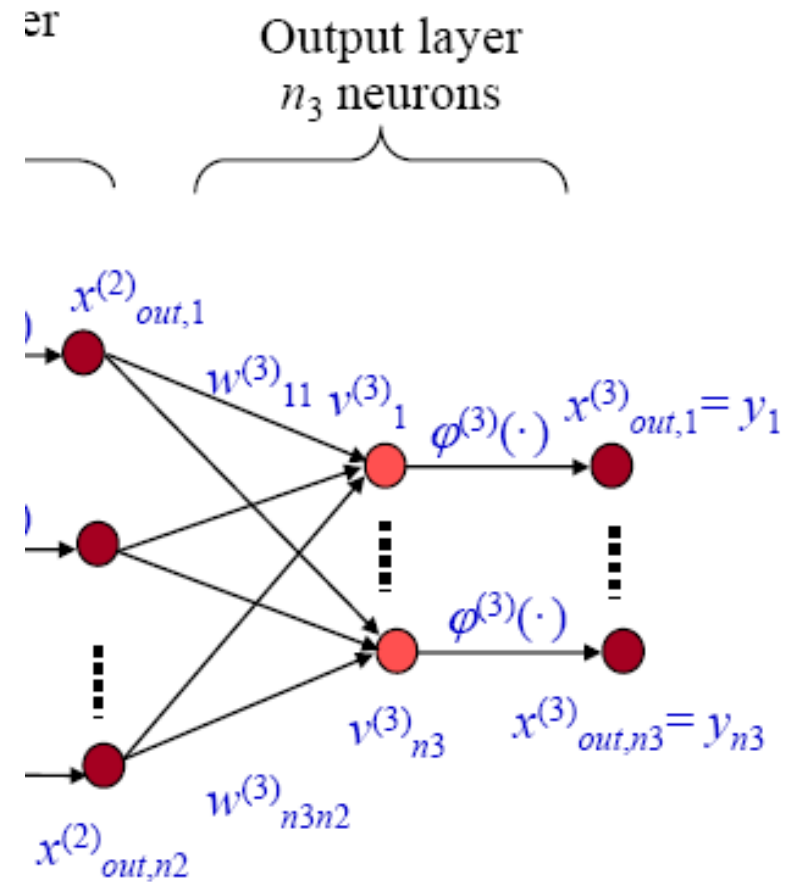 er
Output layer
n₃ neurons
x⁽²⁾out,1
)
w⁽³⁾11
v⁽³⁾1
φ⁽³⁾(·)
x⁽³⁾out,1= y₁
)
φ⁽³⁾(·)
v⁽³⁾n3
x⁽³⁾out,n3= yn3
w⁽³⁾n3n2
x⁽²⁾out,n2